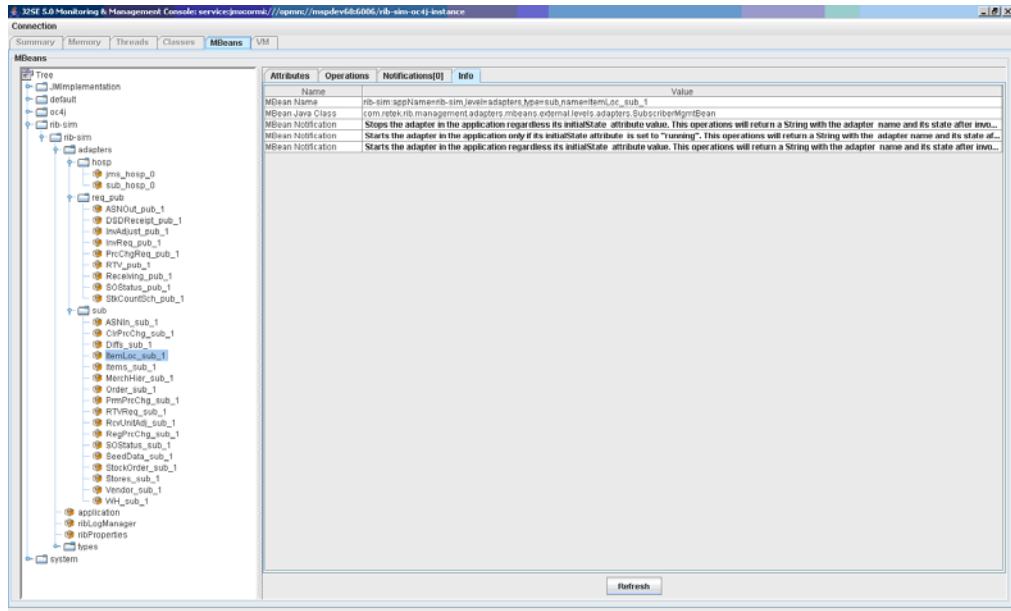 J2SE 5.0 Monitoring & Management Console: service:jmx:ormi:///opmn://mspdev68:6006/rib-sim-oc4j-instance
Connection
Summary Memory Threads Classes MBeans VM
MBeans
Tree
JMImplementation
default
oc4j
rib-sim
rib-sim
adapters
hosp
jms_hosp_0
sub_hosp_0
req_pub
ASNOut_pub_1
DSDReceipt_pub_1
InvAdjust_pub_1
InvReq_pub_1
PrcChgReq_pub_1
RTV_pub_1
Receiving_pub_1
SOStatus_pub_1
StkCountSch_pub_1
sub
ASNIn_sub_1
ClrPrcChg_sub_1
Diffs_sub_1
ItemLoc_sub_1
Items_sub_1
MerchHier_sub_1
Order_sub_1
PrmPrcChg_sub_1
RTVReq_sub_1
RcvUnitAdj_sub_1
RegPrcChg_sub_1
SOStatus_sub_1
SeedData_sub_1
StockOrder_sub_1
Stores_sub_1
Vendor_sub_1
WH_sub_1
application
ribLogManager
ribProperties
types
system
Attributes Operations Notifications[0] Info
Name Value
MBean Name rib-sim:appName=rib-sim,level=adapters,type=sub,name=ItemLoc_sub_1
MBean Java Class com.retek.rib.management.adapters.mbeans.external.levels.adapters.SubscriberMgmtBean
MBean Notification Stops the adapter in the application regardless its initialState attribute value. This operations will return a String with the adapter name and its state after invo...
MBean Notification Starts the adapter in the application only if its initialState attribute is set to "running". This operations will return a String with the adapter name and its state af...
MBean Notification Starts the adapter in the application regardless its initialState attribute value. This operations will return a String with the adapter name and its state after invo...
Refresh